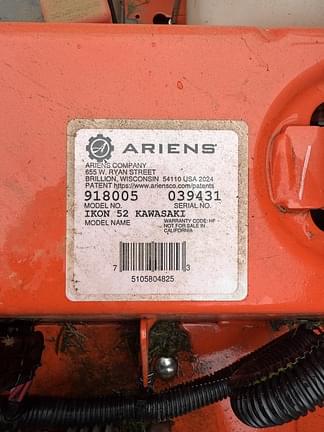 ARIENS
ARIENS COMPANY
655 W. RYAN STREET
BRILLION, WISCONSIN 54110 USA 2024
PATENT https://www.ariensco.com/patents
918005 039431
MODEL NO. SERIAL NO.
IKON 52 KAWASAKI
MODEL NAME
WARRANTY CODE: HF
NOT FOR SALE IN
CALIFORNIA
7 3
5105804825